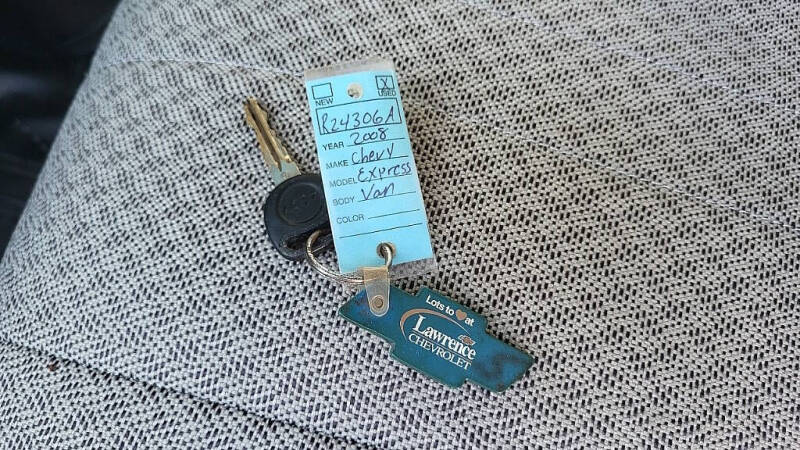 NEW X USED
R24306A
YEAR 2008
MAKE Chevy
MODEL Express
BODY Van
COLOR
Lots to ♥ at
Lawrence
CHEVROLET